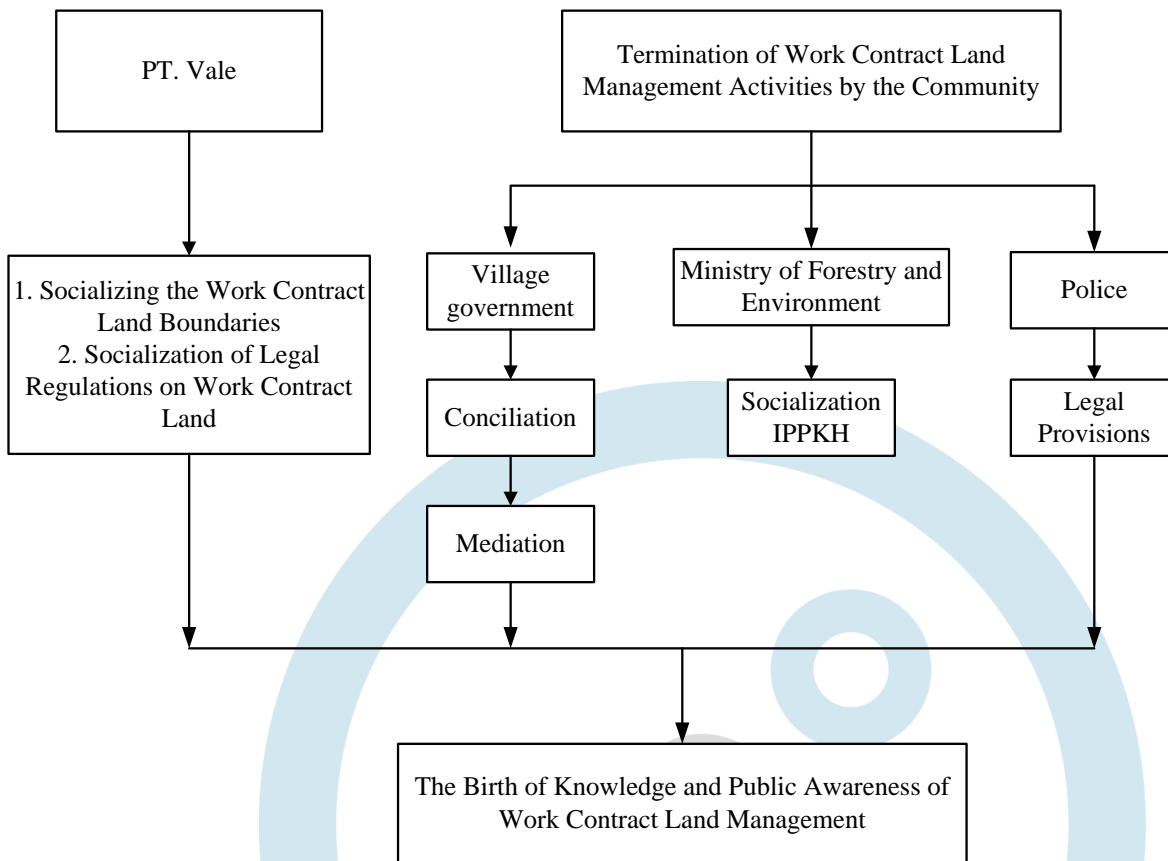 PT. Vale
Termination of Work Contract Land
Management Activities by the Community
1. Socializing the Work Contract
Land Boundaries
2. Socialization of Legal
Regulations on Work Contract
Land
Village
government
Ministry of Forestry and
Environment
Police
Conciliation
Socialization
IPPKH
Legal
Provisions
Mediation
The Birth of Knowledge and Public Awareness of
Work Contract Land Management